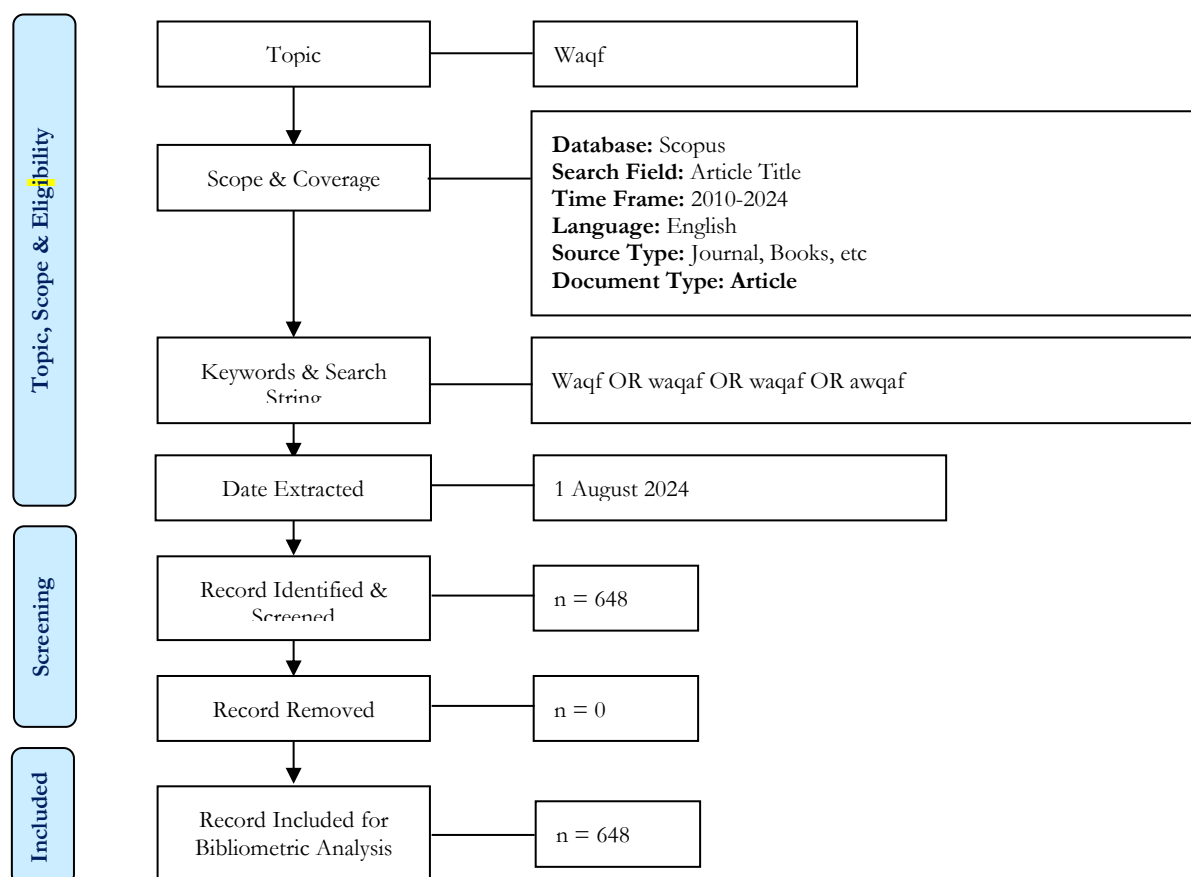 Topic, Scope & Eligibility
Topic
Waqf
Scope & Coverage
Database: Scopus
Search Field: Article Title
Time Frame: 2010-2024
Language: English
Source Type: Journal, Books, etc
Document Type: Article
Keywords & Search
String
Waqf OR waqaf OR waqaf OR awqaf
Date Extracted
1 August 2024
Screening
Record Identified &
Screened
n = 648
Record Removed
n = 0
Included
Record Included for
Bibliometric Analysis
n = 648